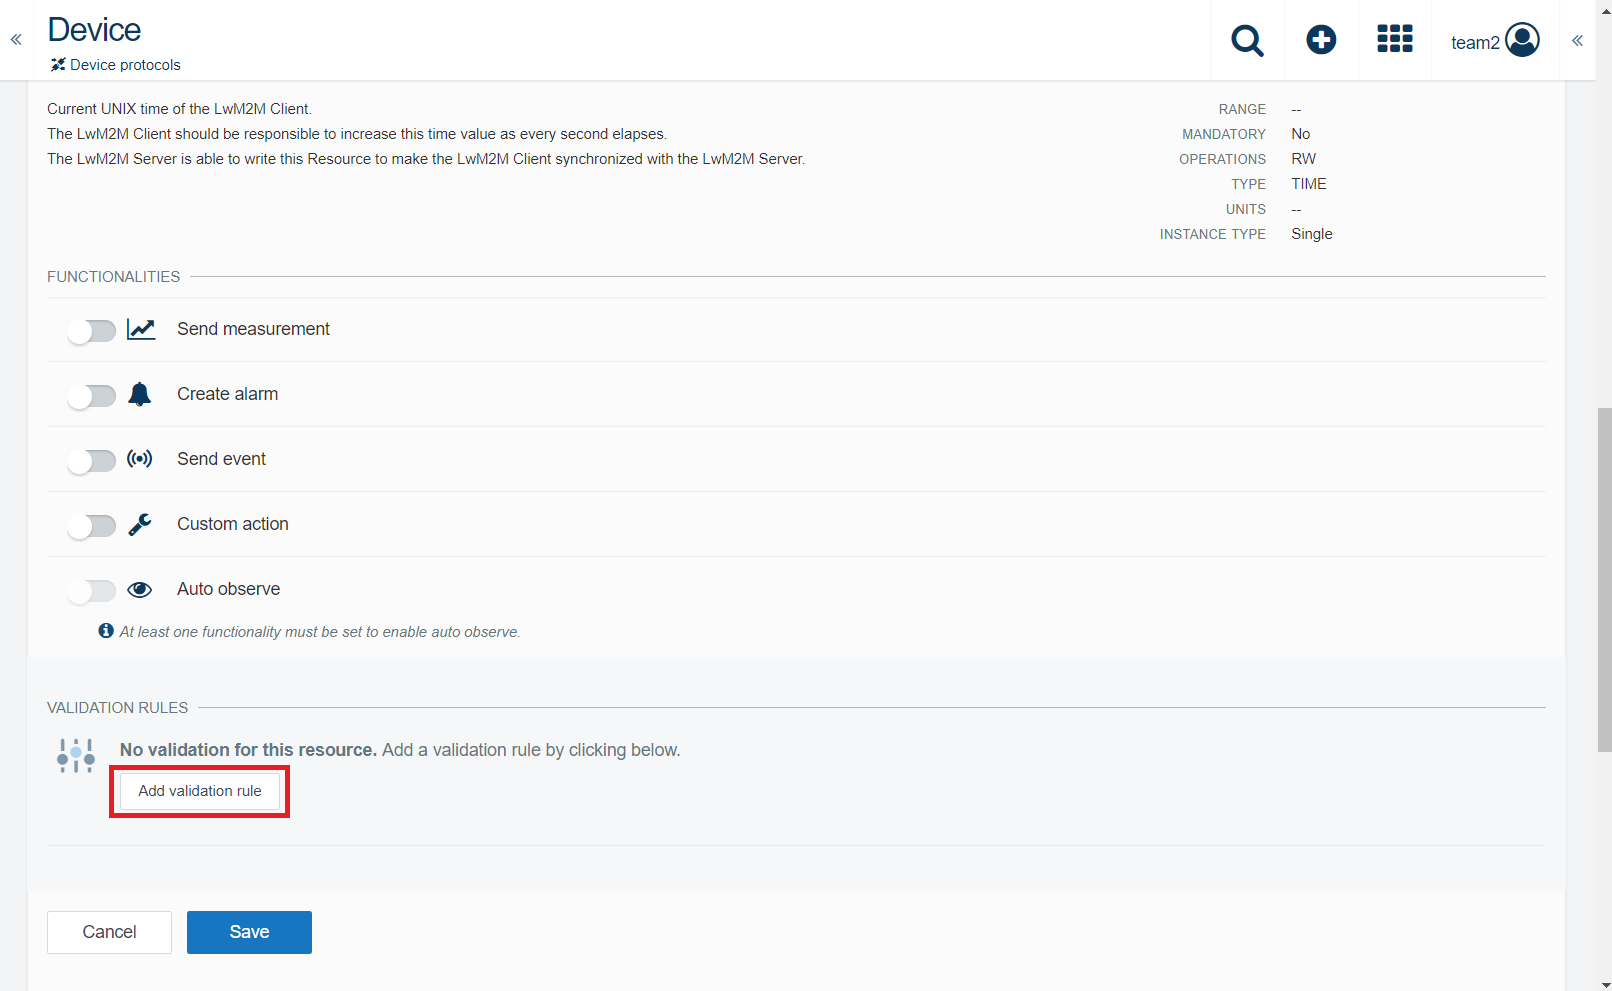 Device
Device protocols
team2
Current UNIX time of the LwM2M Client.
The LwM2M Client should be responsible to increase this time value as every second elapses.
The LwM2M Server is able to write this Resource to make the LwM2M Client synchronized with the LwM2M Server.
RANGE --
MANDATORY No
OPERATIONS RW
TYPE TIME
UNITS --
INSTANCE TYPE Single
FUNCTIONALITIES
Send measurement
Create alarm
Send event
Custom action
Auto observe
At least one functionality must be set to enable auto observe.
VALIDATION RULES
No validation for this resource. Add a validation rule by clicking below.
Add validation rule
Cancel Save